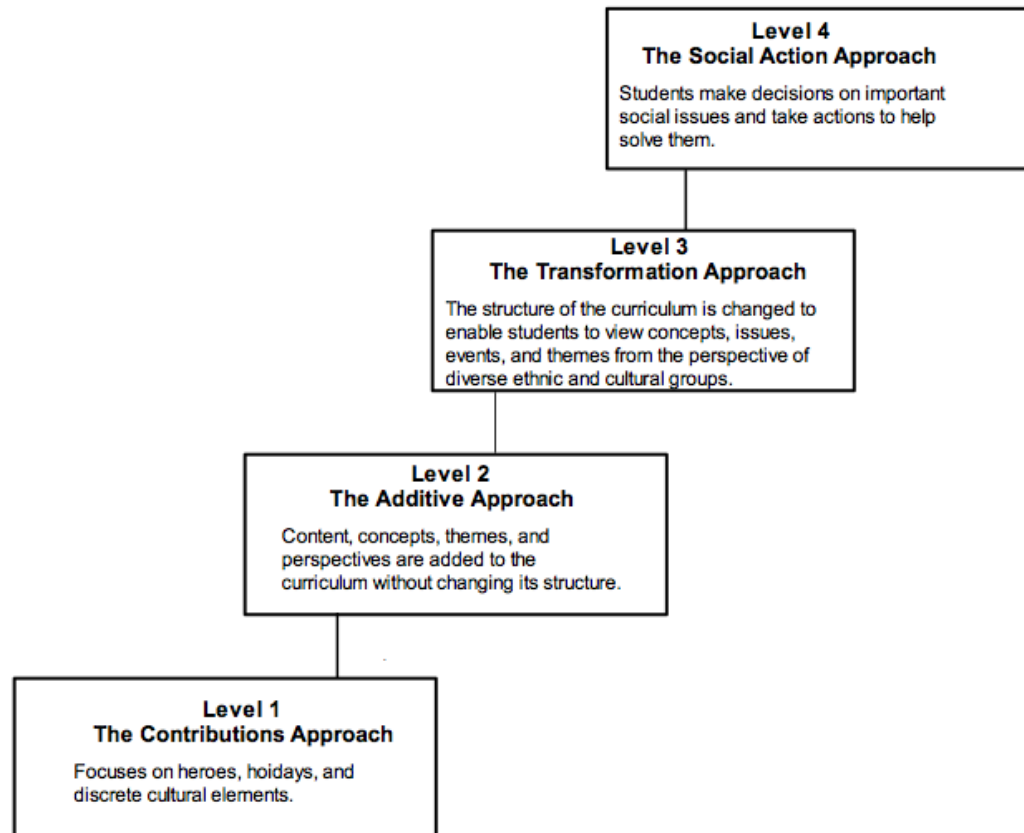 Level 4
The Social Action Approach
Students make decisions on important
social issues and take actions to help
solve them.
Level 3
The Transformation Approach
The structure of the curriculum is changed to
enable students to view concepts, issues,
events, and themes from the perspective of
diverse ethnic and cultural groups.
Level 2
The Additive Approach
Content, concepts, themes, and
perspectives are added to the
curriculum without changing its structure.
Level 1
The Contributions Approach
Focuses on heroes, hoidays, and
discrete cultural elements.